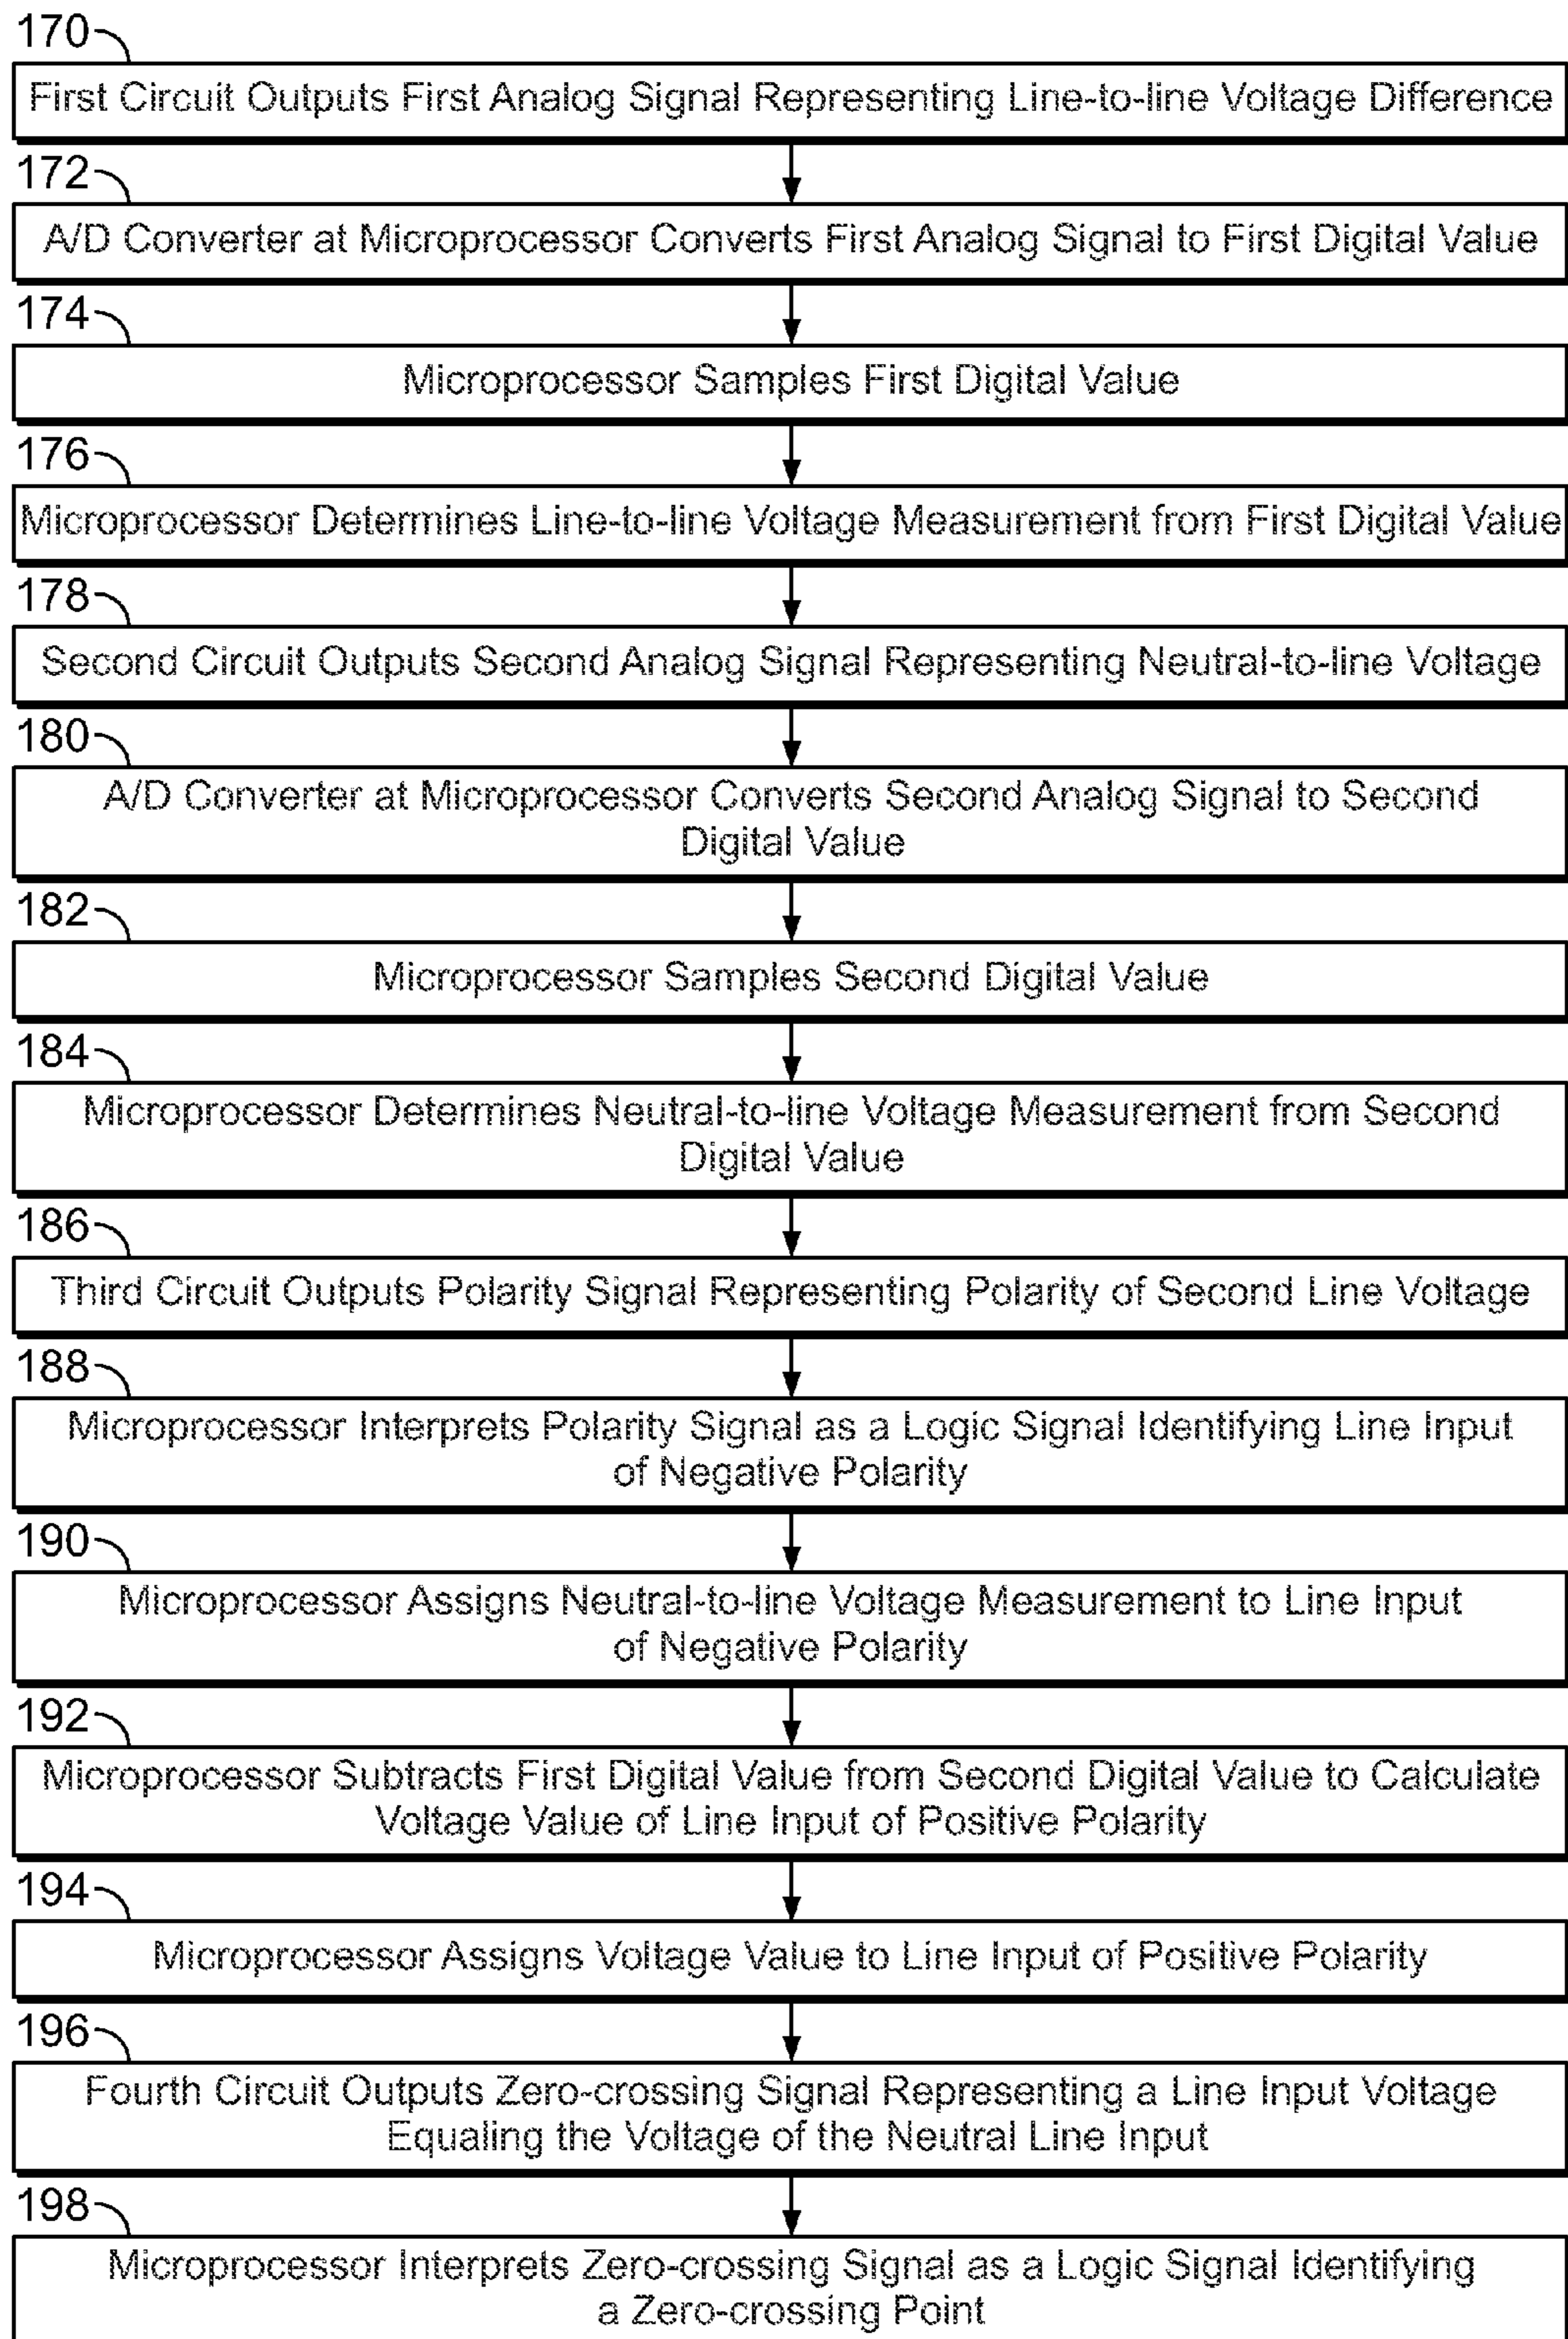 170
First Circuit Outputs First Analog Signal Representing Line-to-line Voltage Difference
172
A/D Converter at Microprocessor Converts First Analog Signal to First Digital Value
174
Microprocessor Samples First Digital Value
176
Microprocessor Determines Line-to-line Voltage Measurement from First Digital Value
178
Second Circuit Outputs Second Analog Signal Representing Neutral-to-line Voltage
180
A/D Converter at Microprocessor Converts Second Analog Signal to Second
Digital Value
182
Microprocessor Samples Second Digital Value
184
Microprocessor Determines Neutral-to-line Voltage Measurement from Second
Digital Value
186
Third Circuit Outputs Polarity Signal Representing Polarity of Second Line Voltage
188
Microprocessor Interprets Polarity Signal as a Logic Signal Identifying Line Input
of Negative Polarity
190
Microprocessor Assigns Neutral-to-line Voltage Measurement to Line Input
of Negative Polarity
192
Microprocessor Subtracts First Digital Value from Second Digital Value to Calculate
Voltage Value of Line Input of Positive Polarity
194
Microprocessor Assigns Voltage Value to Line Input of Positive Polarity
196
Fourth Circuit Outputs Zero-crossing Signal Representing a Line Input Voltage
Equaling the Voltage of the Neutral Line Input
198
Microprocessor Interprets Zero-crossing Signal as a Logic Signal Identifying
a Zero-crossing Point